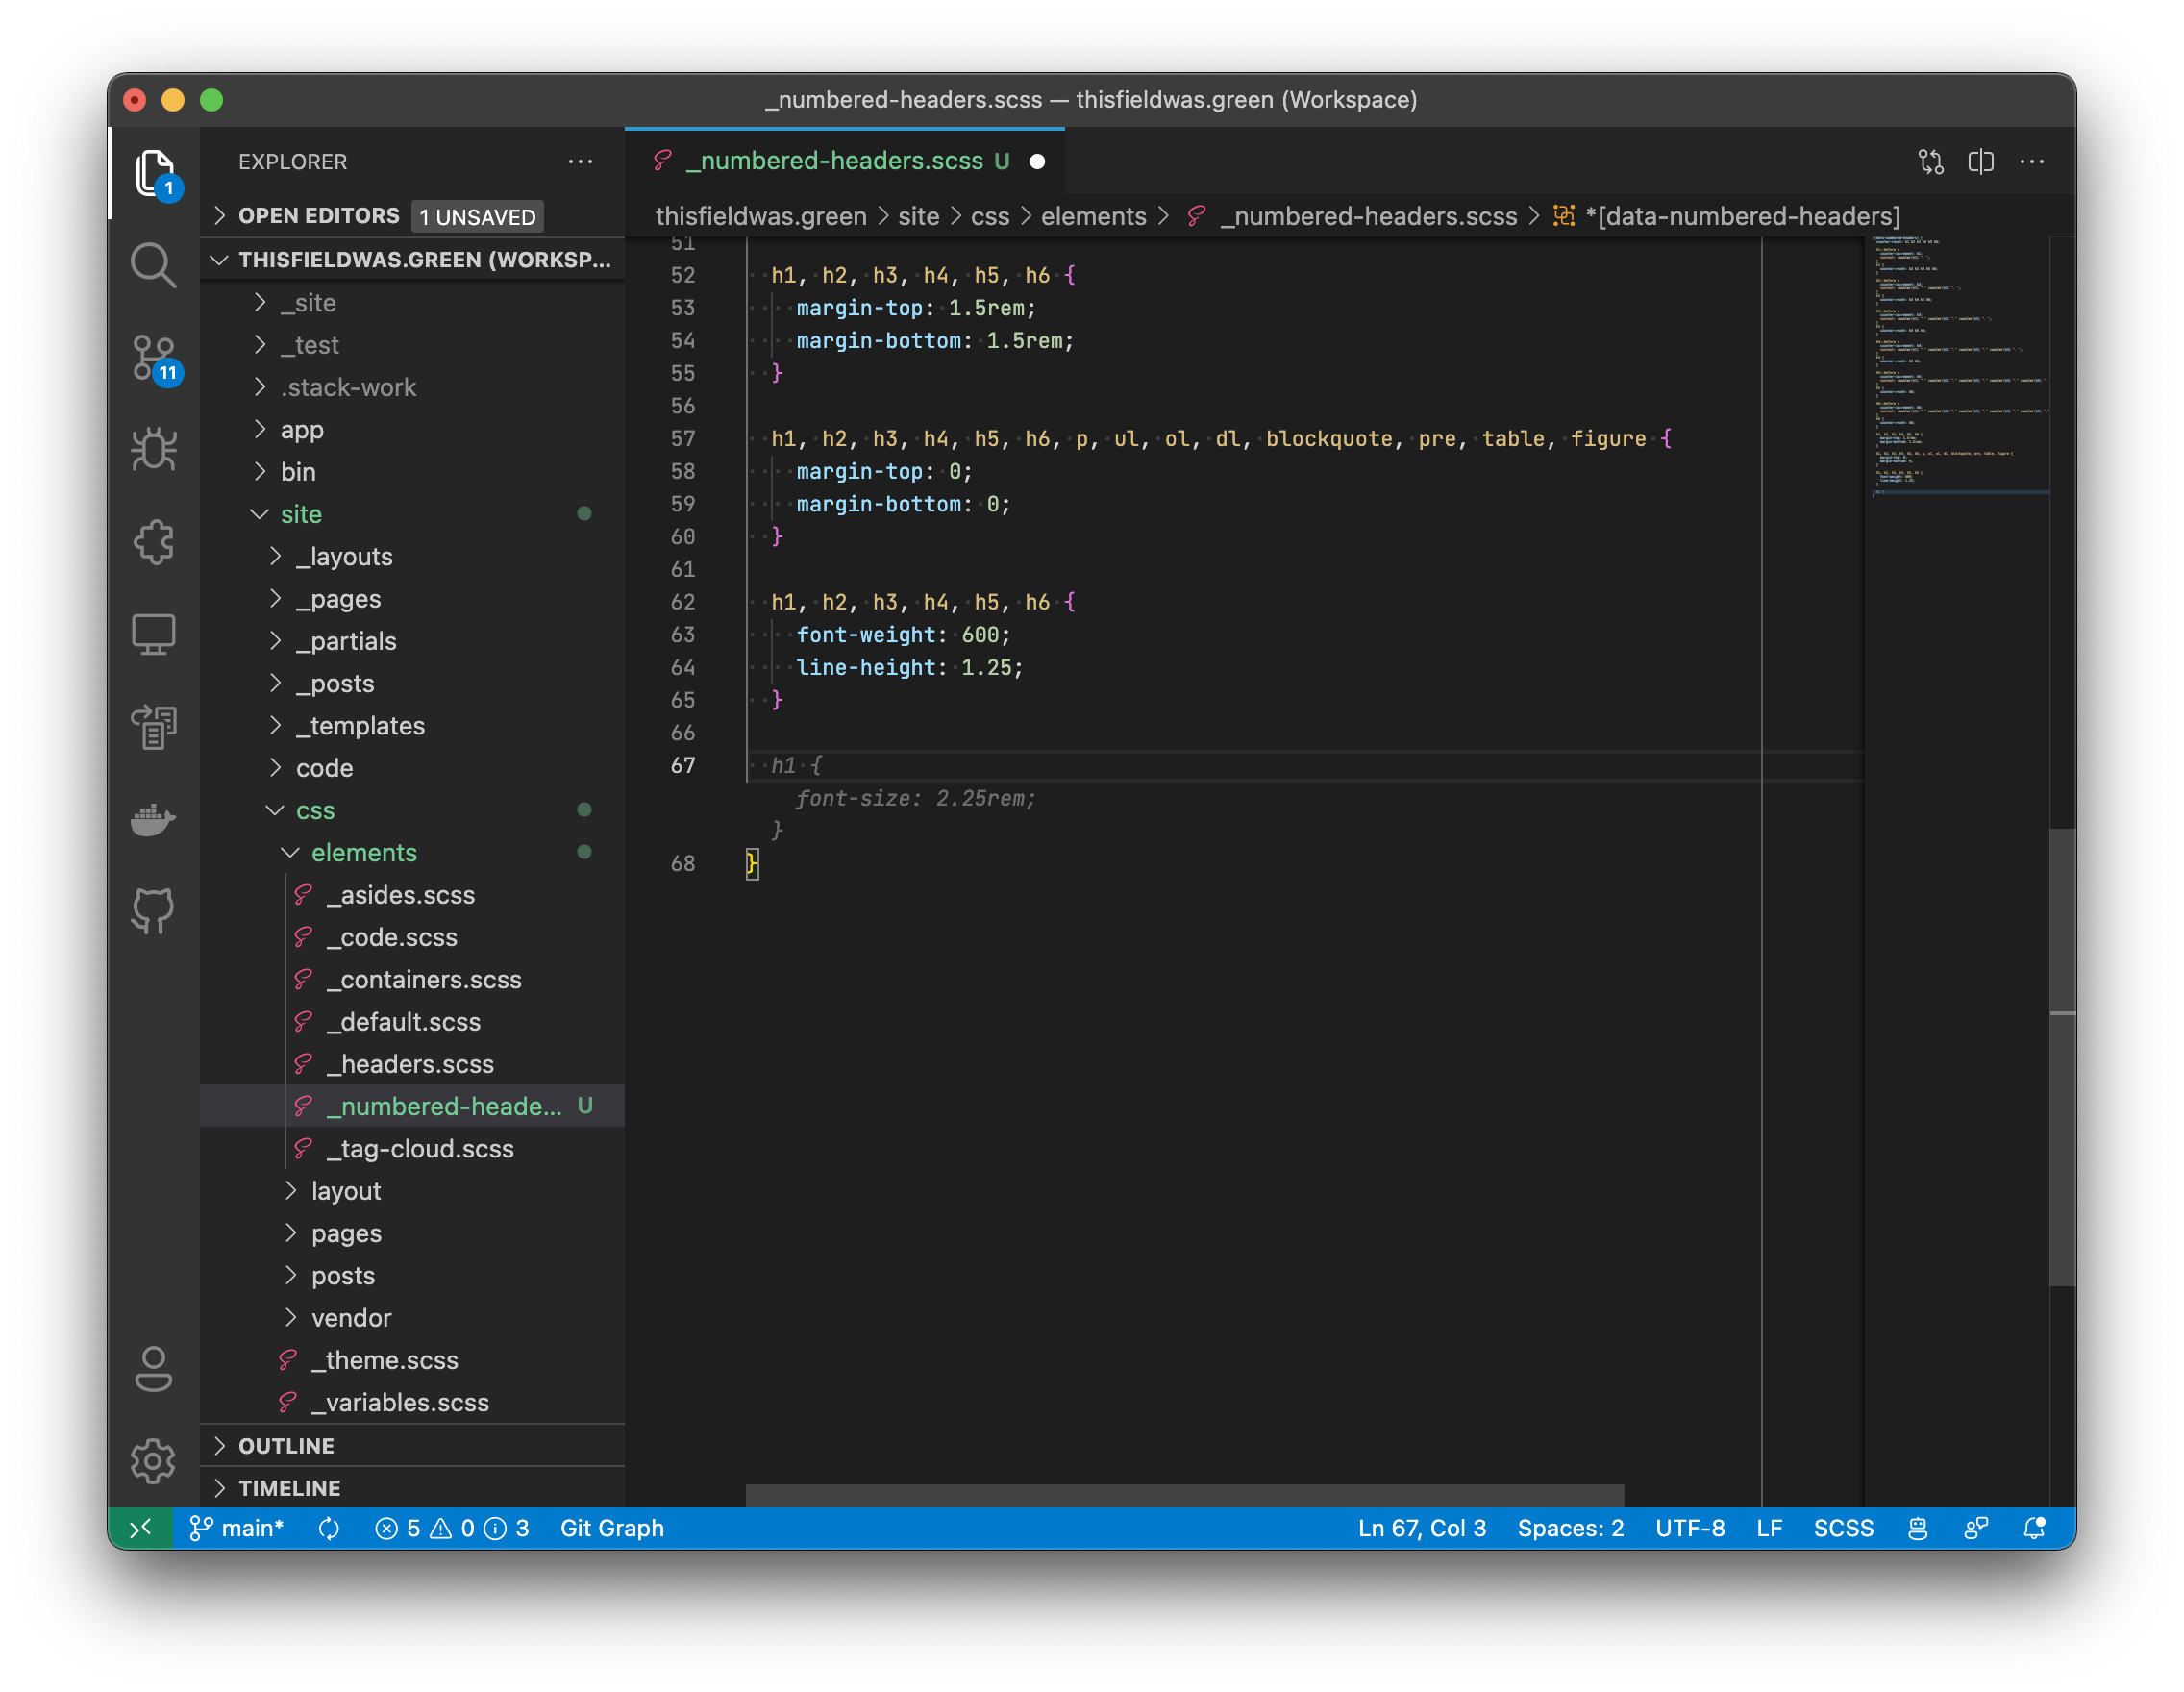 _numbered-headers.scss — thisfieldwas.green (Workspace)
EXPLORER
1
OPEN EDITORS 1 UNSAVED
THISFIELDWAS.GREEN (WORKSP...
_site
_test
.stack-work
11
app
bin
site
_layouts
_pages
_partials
_posts
_templates
code
css
elements
_asides.scss
_code.scss
_containers.scss
_default.scss
_headers.scss
_numbered-heade... U
_tag-cloud.scss
layout
pages
posts
vendor
_theme.scss
_variables.scss
OUTLINE
TIMELINE
_numbered-headers.scss U
thisfieldwas.green > site > css > elements > _numbered-headers.scss > *[data-numbered-headers]
51
52 h1, h2, h3, h4, h5, h6 {
53 margin-top: 1.5rem;
54 margin-bottom: 1.5rem;
55 }
56
57 h1, h2, h3, h4, h5, h6, p, ul, ol, dl, blockquote, pre, table, figure {
58 margin-top: 0;
59 margin-bottom: 0;
60 }
61
62 h1, h2, h3, h4, h5, h6 {
63 font-weight: 600;
64 line-height: 1.25;
65 }
66
67 h1 {
font-size: 2.25rem;
}
68 }
main* 5 0 3 Git Graph Ln 67, Col 3 Spaces: 2 UTF-8 LF SCSS